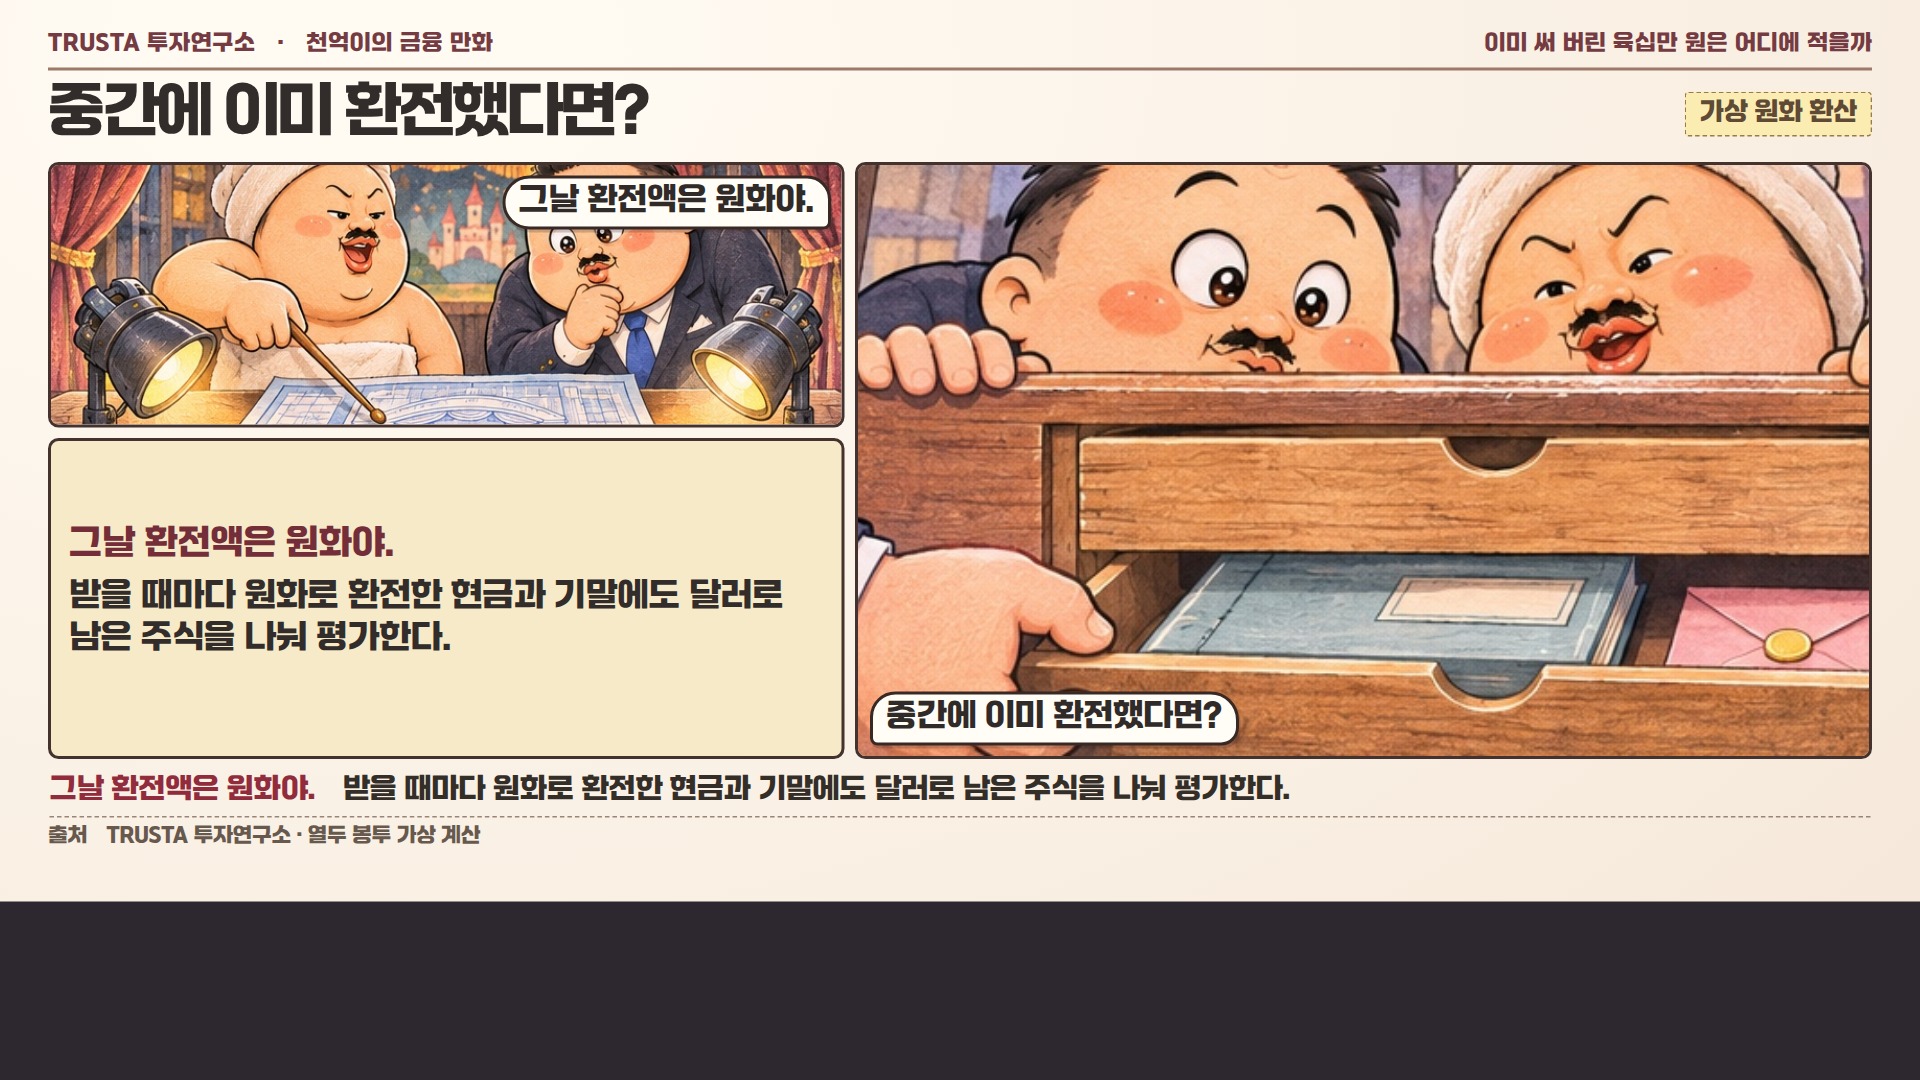 TRUSTA 투자연구소 · 천억이의 금융 만화
이미 써 버린 육십만 원은 어디에 적을까
중간에 이미 환전했다면?
가상 원화 환산
그날 환전액은 원화야.
그날 환전액은 원화야.
받을 때마다 원화로 환전한 현금과 기말에도 달러로
남은 주식을 나눠 평가한다.
중간에 이미 환전했다면?
그날 환전액은 원화야. 받을 때마다 원화로 환전한 현금과 기말에도 달러로 남은 주식을 나눠 평가한다.
출처 TRUSTA 투자연구소 · 열두 봉투 가상 계산